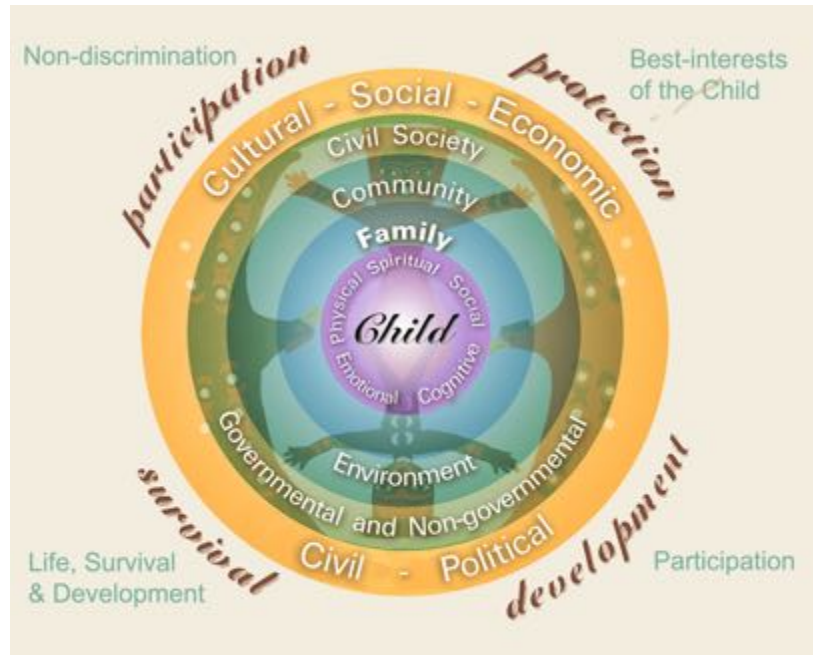 Non-discrimination
participation
protection
Best-interests
of the Child
Cultural - Social - Economic
Civil Society
Community
Family
Physical Spiritual Social
Child
Emotional Cognitive
Environment
Governmental and Non-governmental
Civil - Political
survival
development
Life, Survival
& Development
Participation